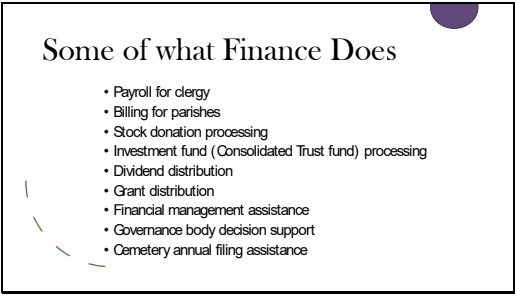 Some of what Finance Does
• Payroll for clergy
• Billing for parishes
• Stock donation processing
• Investment fund (Consolidated Trust fund) processing
• Dividend distribution
• Grant distribution
• Financial management assistance
• Governance body decision support
• Cemetery annual filing assistance